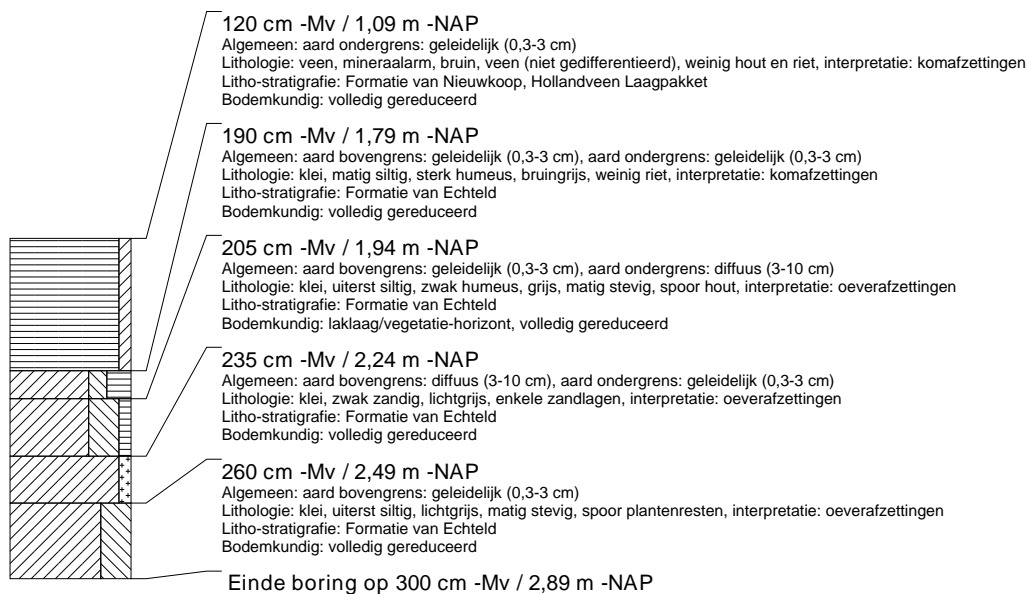 120 cm -Mv / 1,09 m -NAP
Algemeen: aard ondergrens: geleidelijk (0,3-3 cm)
Lithologie: veen, mineraalarm, bruin, veen (niet gedifferentieerd), weinig hout en riet, interpretatie: komafzettingen
Litho-stratigrafie: Formatie van Nieuwkoop, Hollandveen Laagpakket
Bodemkundig: volledig gereduceerd
190 cm -Mv / 1,79 m -NAP
Algemeen: aard bovengrens: geleidelijk (0,3-3 cm), aard ondergrens: geleidelijk (0,3-3 cm)
Lithologie: klei, matig siltig, sterk humeus, bruingrijs, weinig riet, interpretatie: komafzettingen
Litho-stratigrafie: Formatie van Echteld
Bodemkundig: volledig gereduceerd
205 cm -Mv / 1,94 m -NAP
Algemeen: aard bovengrens: geleidelijk (0,3-3 cm), aard ondergrens: diffuus (3-10 cm)
Lithologie: klei, uiterst siltig, zwak humeus, grijs, matig stevig, spoor hout, interpretatie: oeverafzettingen
Litho-stratigrafie: Formatie van Echteld
Bodemkundig: laklaag/vegetatie-horizont, volledig gereduceerd
235 cm -Mv / 2,24 m -NAP
Algemeen: aard bovengrens: diffuus (3-10 cm), aard ondergrens: geleidelijk (0,3-3 cm)
Lithologie: klei, zwak zandig, lichtgrijs, enkele zandlagen, interpretatie: oeverafzettingen
Litho-stratigrafie: Formatie van Echteld
Bodemkundig: volledig gereduceerd
260 cm -Mv / 2,49 m -NAP
Algemeen: aard bovengrens: geleidelijk (0,3-3 cm)
Lithologie: klei, uiterst siltig, lichtgrijs, matig stevig, spoor plantenresten, interpretatie: oeverafzettingen
Litho-stratigrafie: Formatie van Echteld
Bodemkundig: volledig gereduceerd
Einde boring op 300 cm -Mv / 2,89 m -NAP